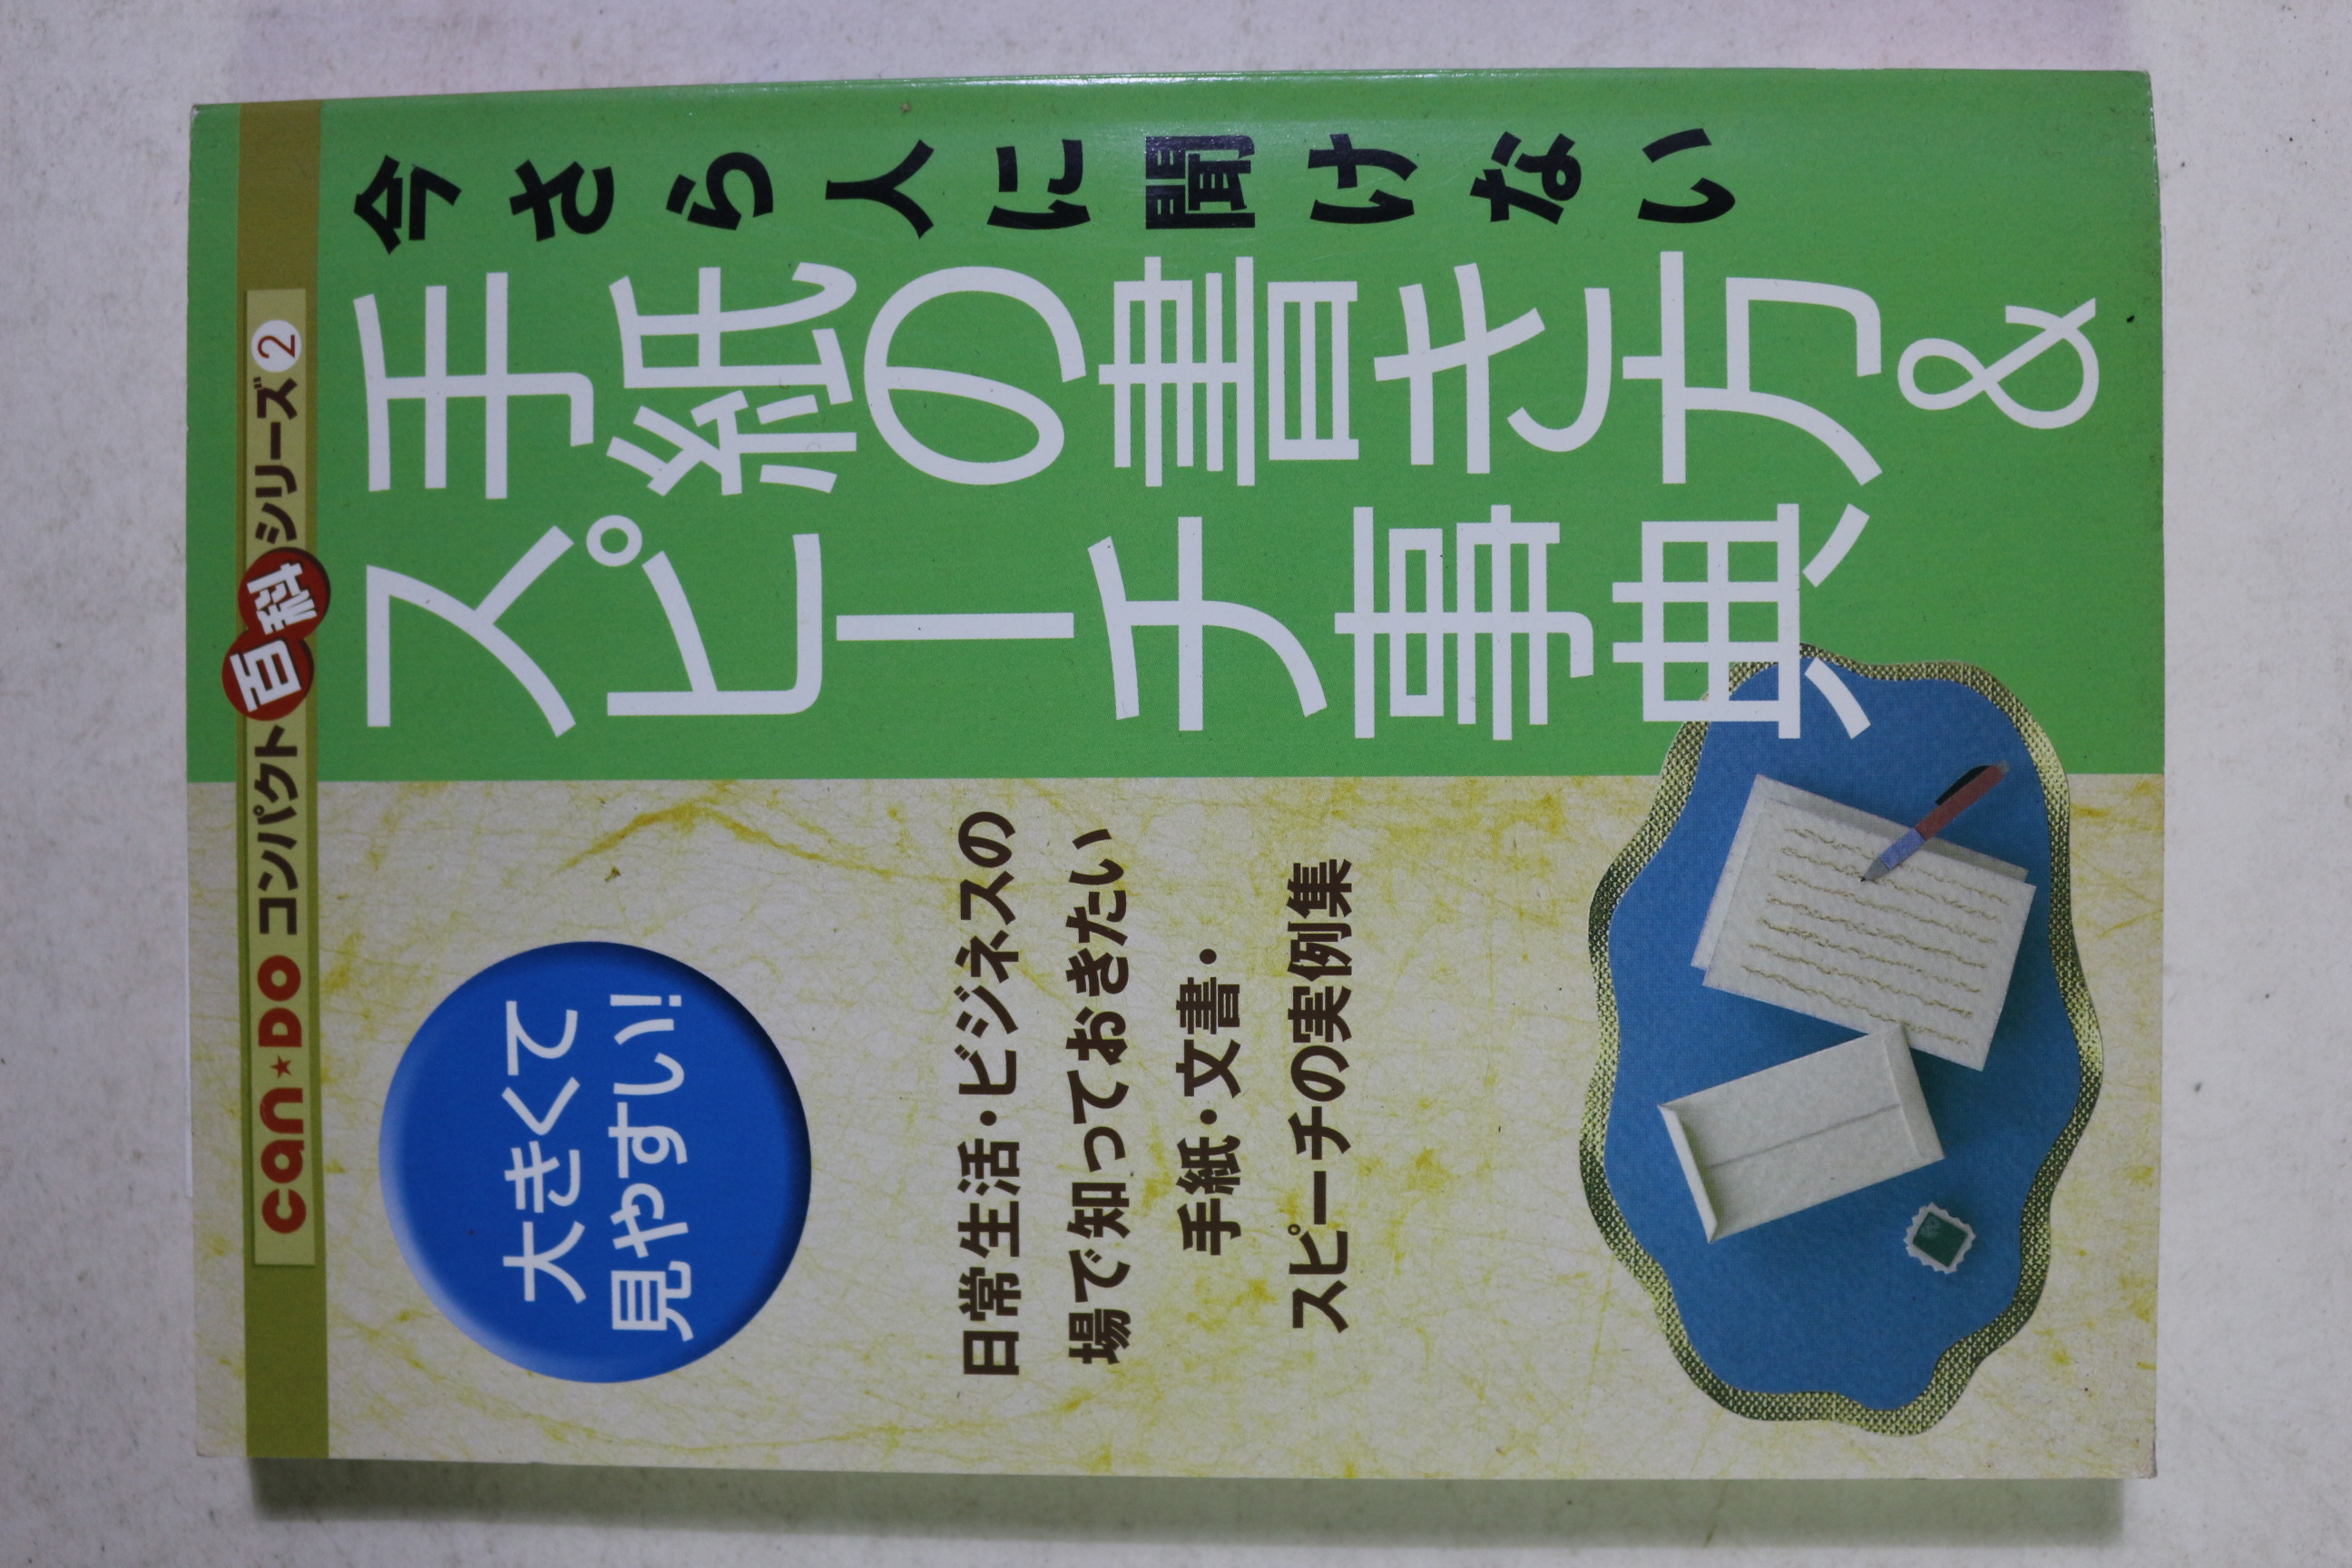 can★DO コンパクト百科シリーズ2
今さら人に聞けない
手紙の書き方&
スピーチ事典
大きくて
見やすい!
日常生活・ビジネスの
場で知っておきたい
手紙・文書・
スピーチの実例集